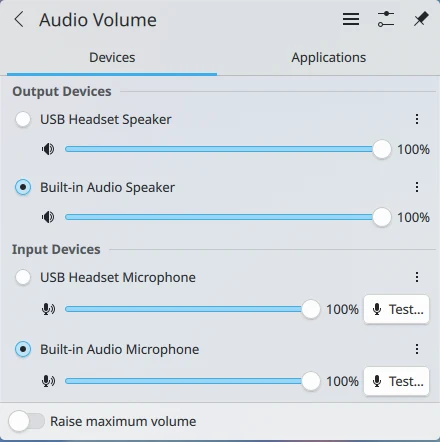 Audio Volume
Devices Applications
Output Devices
USB Headset Speaker
100%
Built-in Audio Speaker
100%
Input Devices
USB Headset Microphone
100% Test...
Built-in Audio Microphone
100% Test...
Raise maximum volume